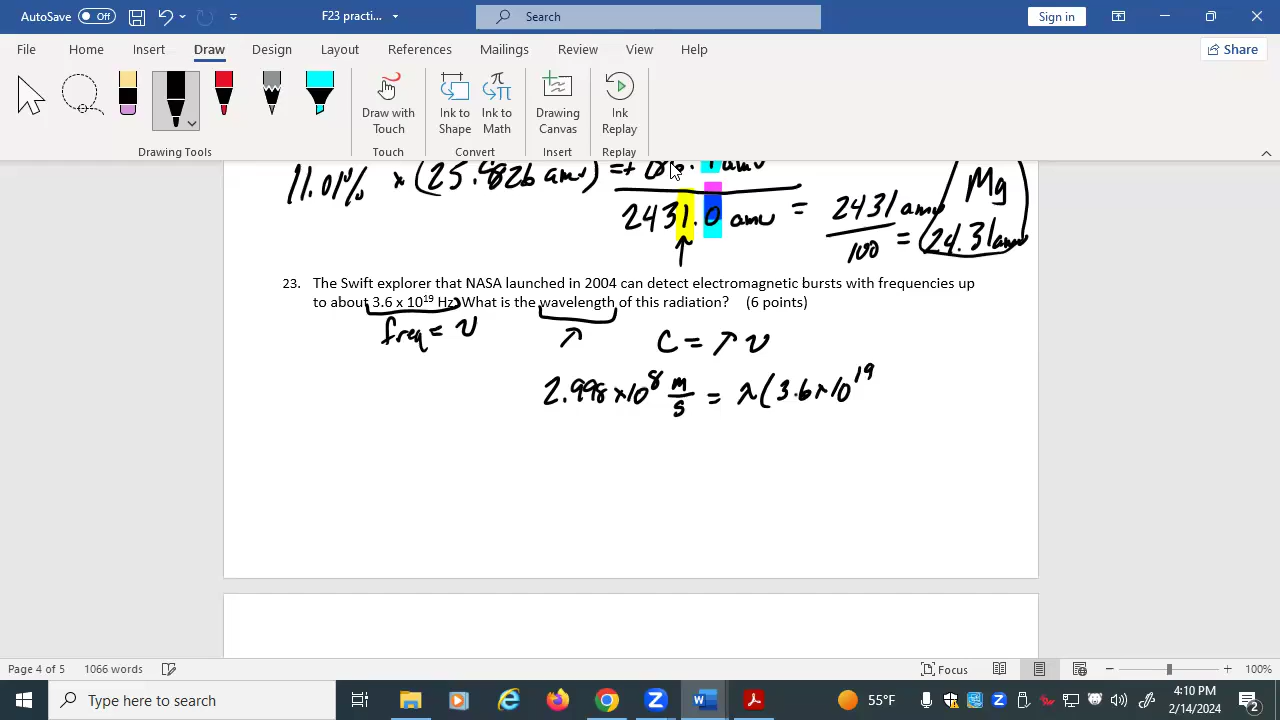 AutoSave Off F23 practi... Search Sign in
File Home Insert Draw Design Layout References Mailings Review View Help Share
Draw with Touch
Ink to Shape
Ink to Math
Drawing Canvas
Ink Replay
Drawing Tools Touch Convert Insert Replay
11.01% × (25.4826 amu) = +
2431.0 amu = 2431 amu / 100 = 24.31 amu
Mg
23. The Swift explorer that NASA launched in 2004 can detect electromagnetic bursts with frequencies up
to about 3.6 x 10¹⁹ Hz. What is the wavelength of this radiation? (6 points)
freq = ν λ C = λ ν
2.998 × 10⁸ m/s = λ (3.6 × 10¹⁹
Page 4 of 5 1066 words Focus 100%
Type here to search 55°F 4:10 PM
2/14/2024 2